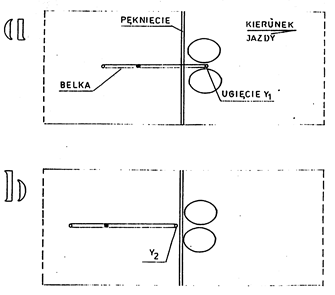 PĘKNIĘCIE
KIERUNEK
JAZDY
BELKA
UGIĘCIE Y1
Y2